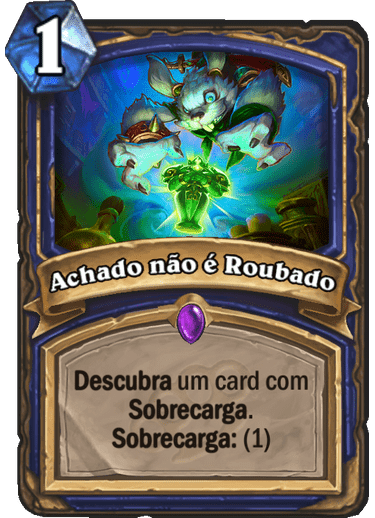 1
Achado não é Roubado
Descubra um card com
Sobrecarga.
Sobrecarga: (1)